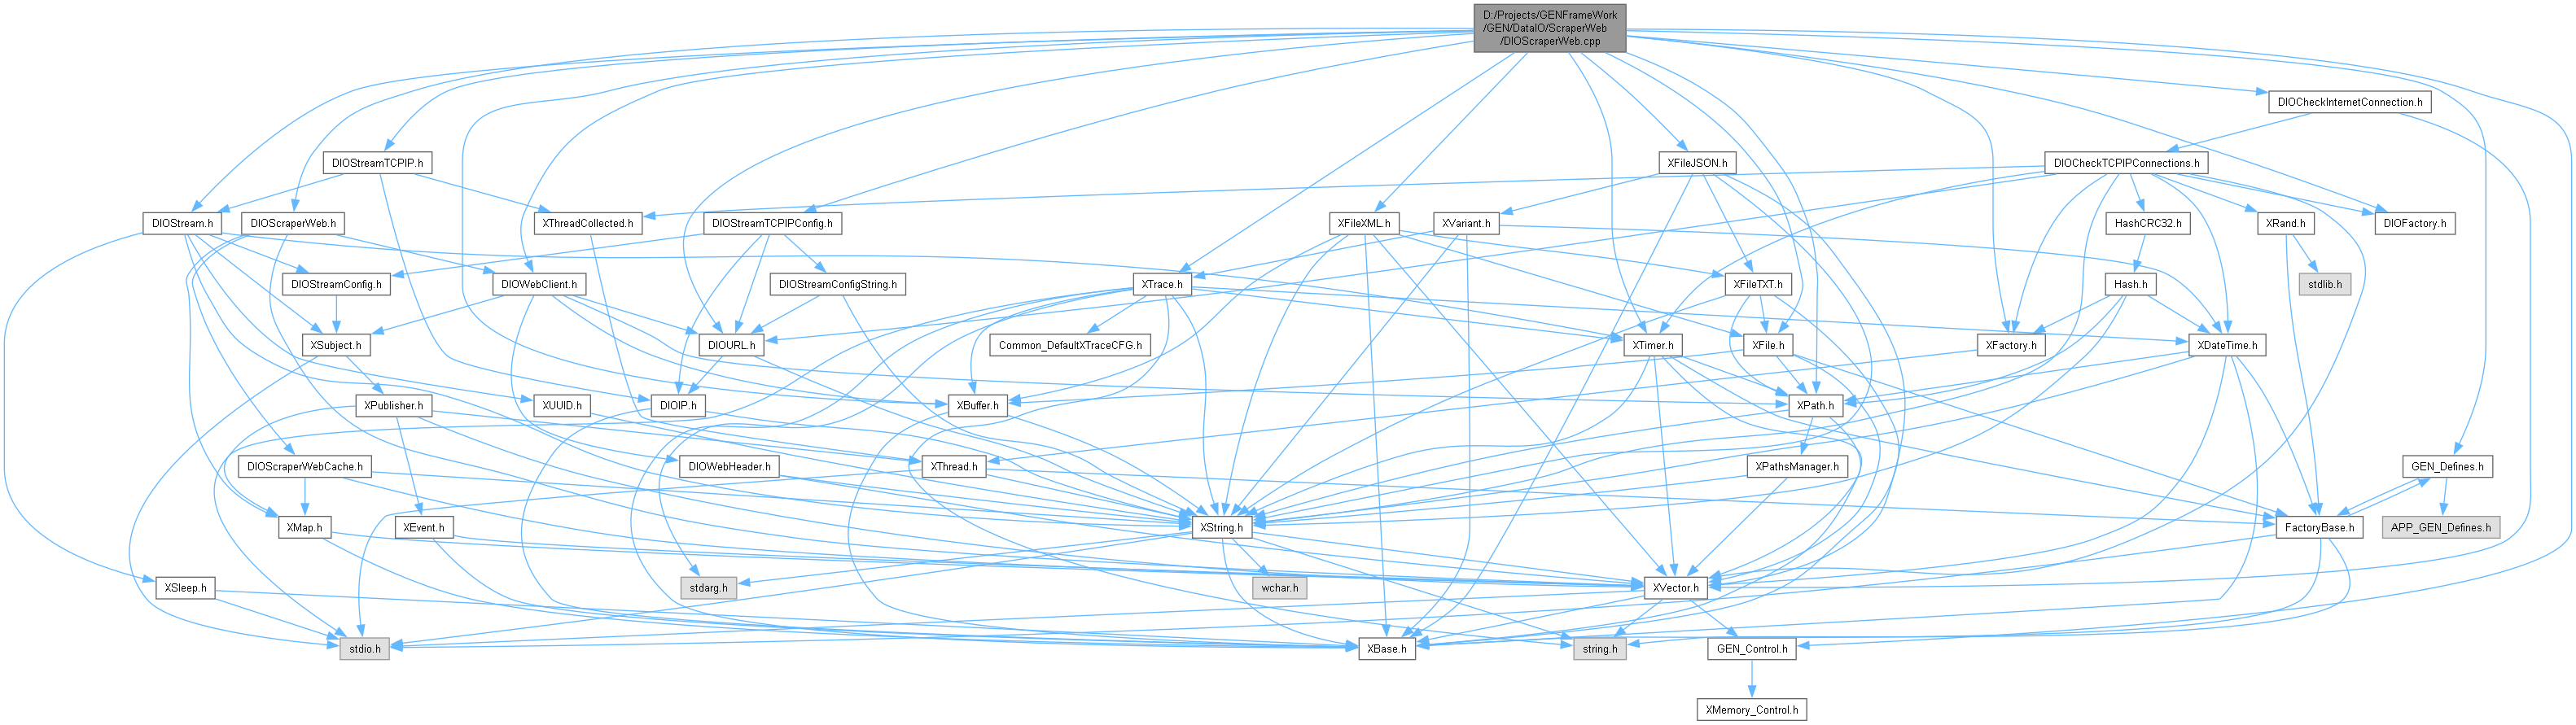 D:/Projects/GENFrameWork
/GEN/DataIO/ScraperWeb
/DIOScraperWeb.cpp
DIOCheckInternetConnection.h
DIOStreamTCPIP.h
XFileJSON.h
DIOCheckTCPIPConnections.h
DIOStream.h
DIOScraperWeb.h
XThreadCollected.h
DIOStreamTCPIPConfig.h
XFileXML.h
XVariant.h
HashCRC32.h
XRand.h
DIOFactory.h
DIOStreamConfig.h
DIOWebClient.h
DIOStreamConfigString.h
XTrace.h
XFileTXT.h
Hash.h
stdlib.h
XSubject.h
DIOURL.h
Common_DefaultXTraceCFG.h
XTimer.h
XFile.h
XFactory.h
XDateTime.h
XPublisher.h
XUUID.h
DIOIP.h
XBuffer.h
XPath.h
DIOScraperWebCache.h
DIOWebHeader.h
XThread.h
XPathsManager.h
GEN_Defines.h
XMap.h
XEvent.h
XString.h
FactoryBase.h
APP_GEN_Defines.h
XSleep.h
stdarg.h
wchar.h
XVector.h
stdio.h
XBase.h
string.h
GEN_Control.h
XMemory_Control.h